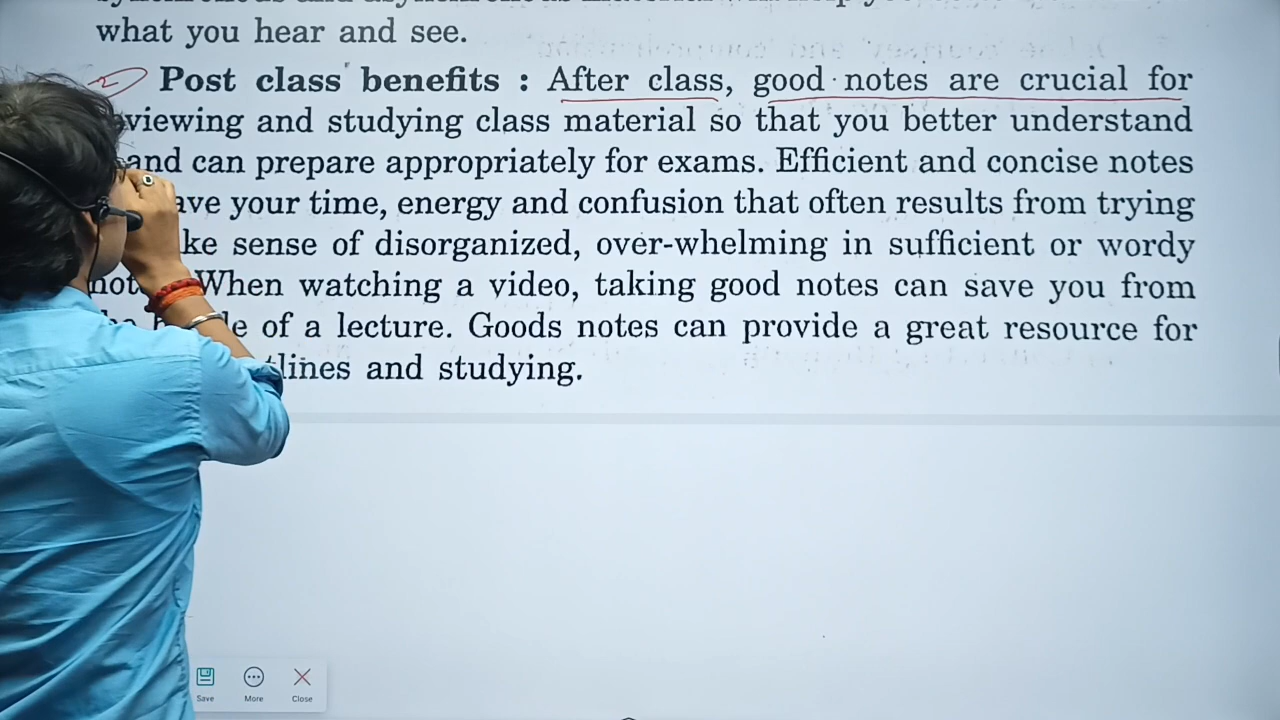 what you hear and see.
2 Post class benefits : After class, good notes are crucial for
viewing and studying class material so that you better understand
and can prepare appropriately for exams. Efficient and concise notes
ave your time, energy and confusion that often results from trying
ke sense of disorganized, over-whelming in sufficient or wordy
not When watching a video, taking good notes can save you from
le of a lecture. Goods notes can provide a great resource for
tlines and studying.
Save More Close